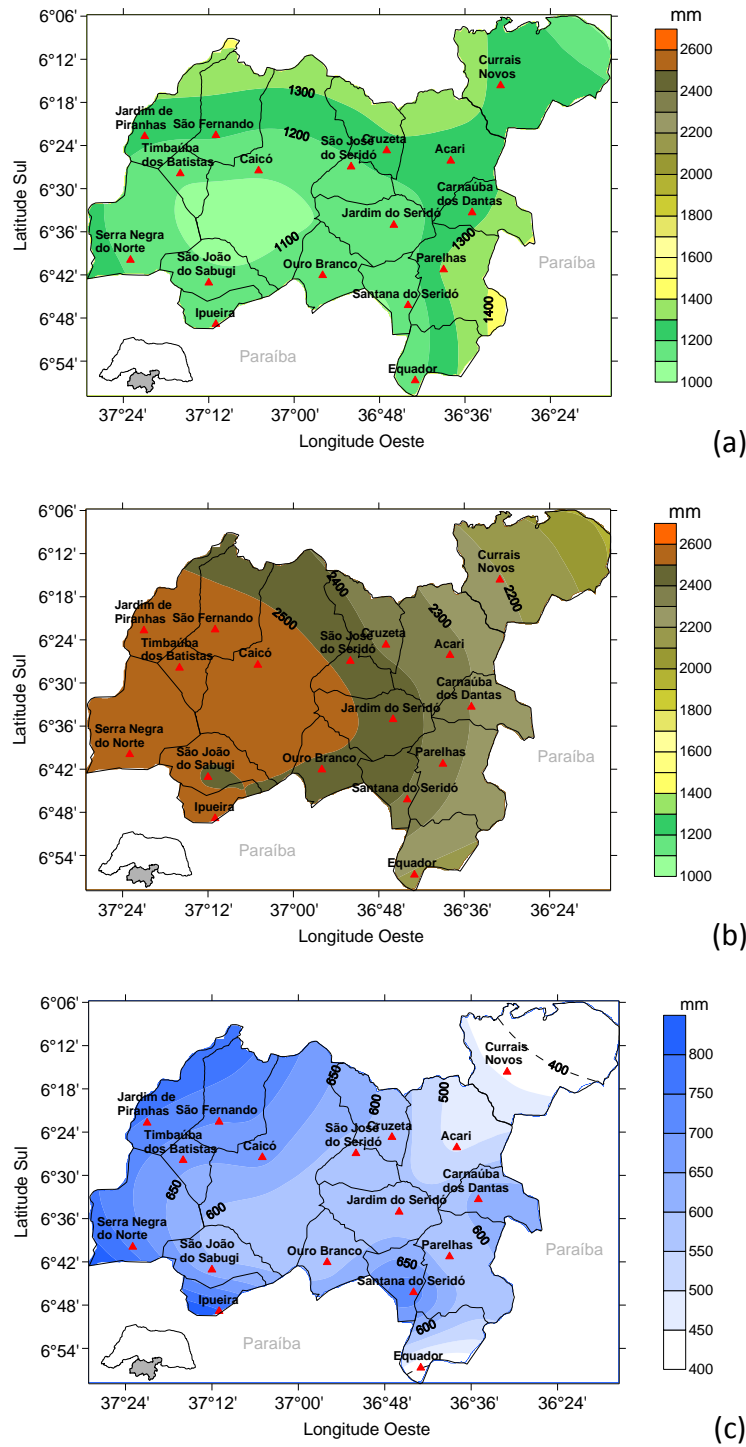 mm
6°06'
6°12'
6°18'
6°24'
6°30'
6°36'
6°42'
6°48'
6°54'
Latitude Sul
Currais
Novos
1300
Jardim de
Piranhas
São Fernando
1200
São José
do Seridó
Cruzeta
Timbaúba
dos Batistas
Caicó
Acari
Carnaúba
dos Dantas
Jardim do Seridó
Serra Negra
do Norte
1100
1300
São João
do Sabugi
Ouro Branco
Parelhas
Paraíba
Santana do Seridó
1400
Ipueira
Paraíba
Equador
37°24' 37°12' 37°00' 36°48' 36°36' 36°24'
Longitude Oeste
2600
2400
2200
2000
1800
1600
1400
1200
1000
(a)
mm
6°06'
6°12'
6°18'
6°24'
6°30'
6°36'
6°42'
6°48'
6°54'
Latitude Sul
Currais
Novos
2200
2400
2300
Jardim de
Piranhas
São Fernando
2500
São José
do Seridó
Cruzeta
Timbaúba
dos Batistas
Caicó
Acari
Carnaúba
dos Dantas
Jardim do Seridó
Serra Negra
do Norte
São João
do Sabugi
Ouro Branco
Parelhas
Paraíba
Santana do Seridó
Ipueira
Paraíba
Equador
37°24' 37°12' 37°00' 36°48' 36°36' 36°24'
Longitude Oeste
2600
2400
2200
2000
1800
1600
1400
1200
1000
(b)
mm
6°06'
6°12'
6°18'
6°24'
6°30'
6°36'
6°42'
6°48'
6°54'
Latitude Sul
Currais
Novos
400
650
600
500
Jardim de
Piranhas
São Fernando
São José
do Seridó
Cruzeta
Timbaúba
dos Batistas
Caicó
Acari
650
600
Carnaúba
dos Dantas
Jardim do Seridó
Serra Negra
do Norte
600
São João
do Sabugi
Ouro Branco
Parelhas
Paraíba
650
Santana do Seridó
Ipueira
600
Paraíba
Equador
37°24' 37°12' 37°00' 36°48' 36°36' 36°24'
Longitude Oeste
800
750
700
650
600
550
500
450
400
(c)